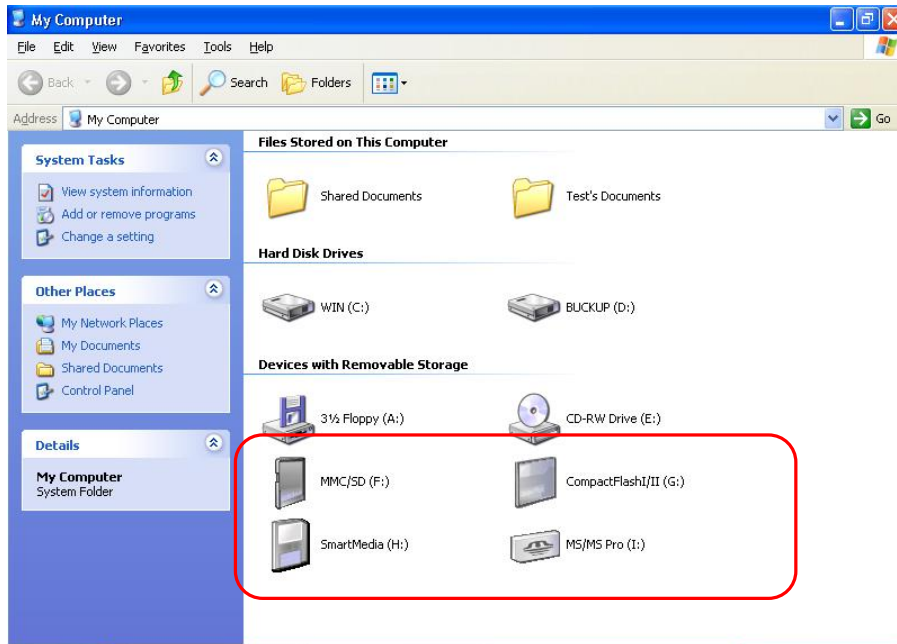 My Computer
File Edit View Favorites Tools Help
Back Search Folders
Address My Computer Go
System Tasks
View system information
Add or remove programs
Change a setting
Other Places
My Network Places
My Documents
Shared Documents
Control Panel
Details
My Computer
System Folder
Files Stored on This Computer
Shared Documents Test's Documents
Hard Disk Drives
WIN (C:) BUCKUP (D:)
Devices with Removable Storage
3½ Floppy (A:) CD-RW Drive (E:)
MMC/SD (F:) CompactFlashI/II (G:)
SmartMedia (H:) MS/MS Pro (I:)